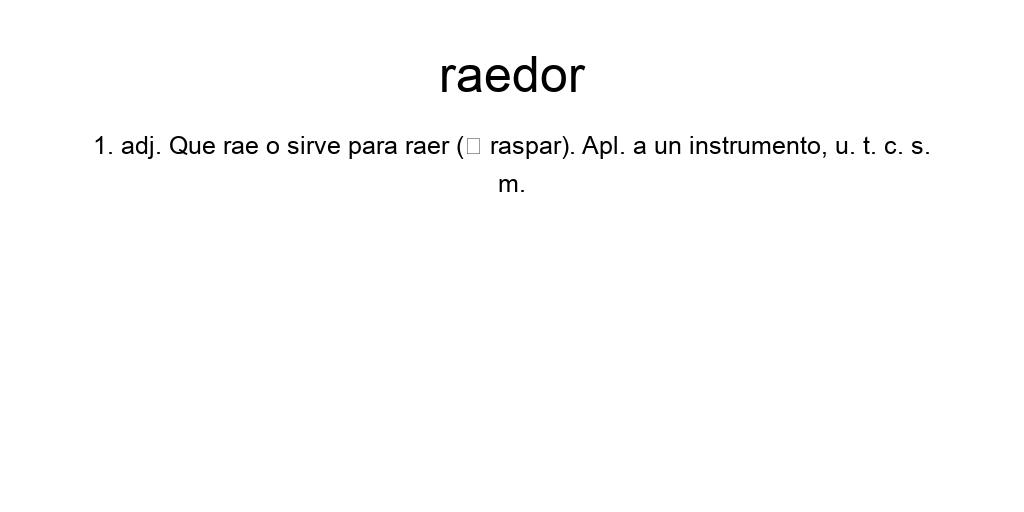 raedor
1. adj. Que rae o sirve para raer (□ raspar). Apl. a un instrumento, u. t. c. s.
m.